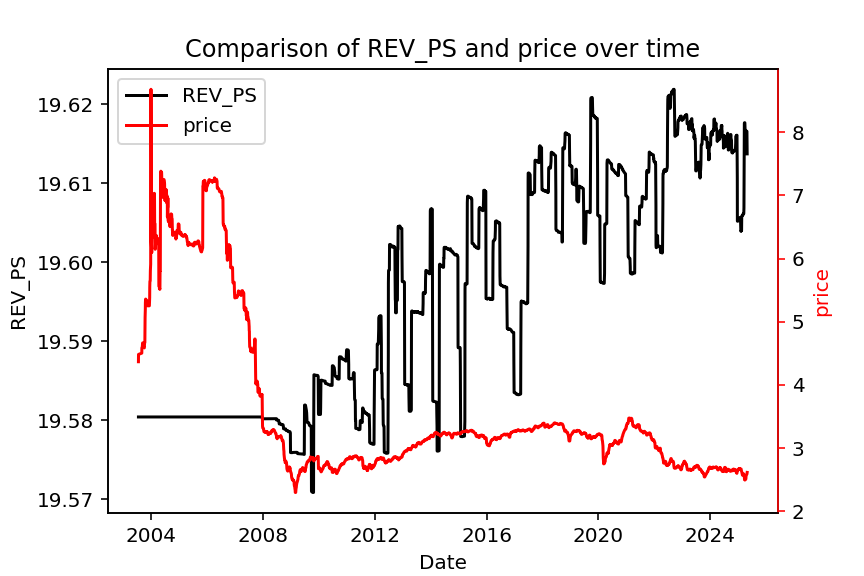 Comparison of REV_PS and price over time
REV_PS
price
19.62
19.61
19.60
19.59
19.58
19.57
REV_PS
8
7
6
5
4
3
2
price
2004 2008 2012 2016 2020 2024
Date